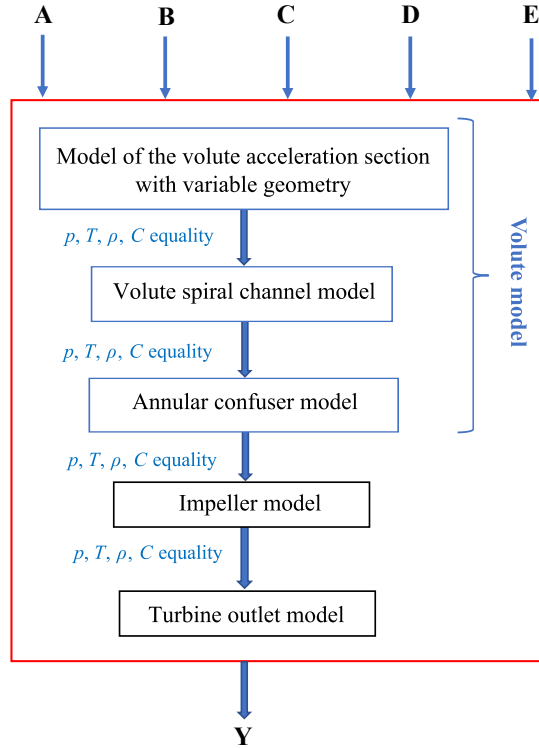 A B C D E
Model of the volute acceleration section
with variable geometry
p, T, ρ, C equality
Volute spiral channel model
Volute model
p, T, ρ, C equality
Annular confuser model
p, T, ρ, C equality
Impeller model
p, T, ρ, C equality
Turbine outlet model
Y